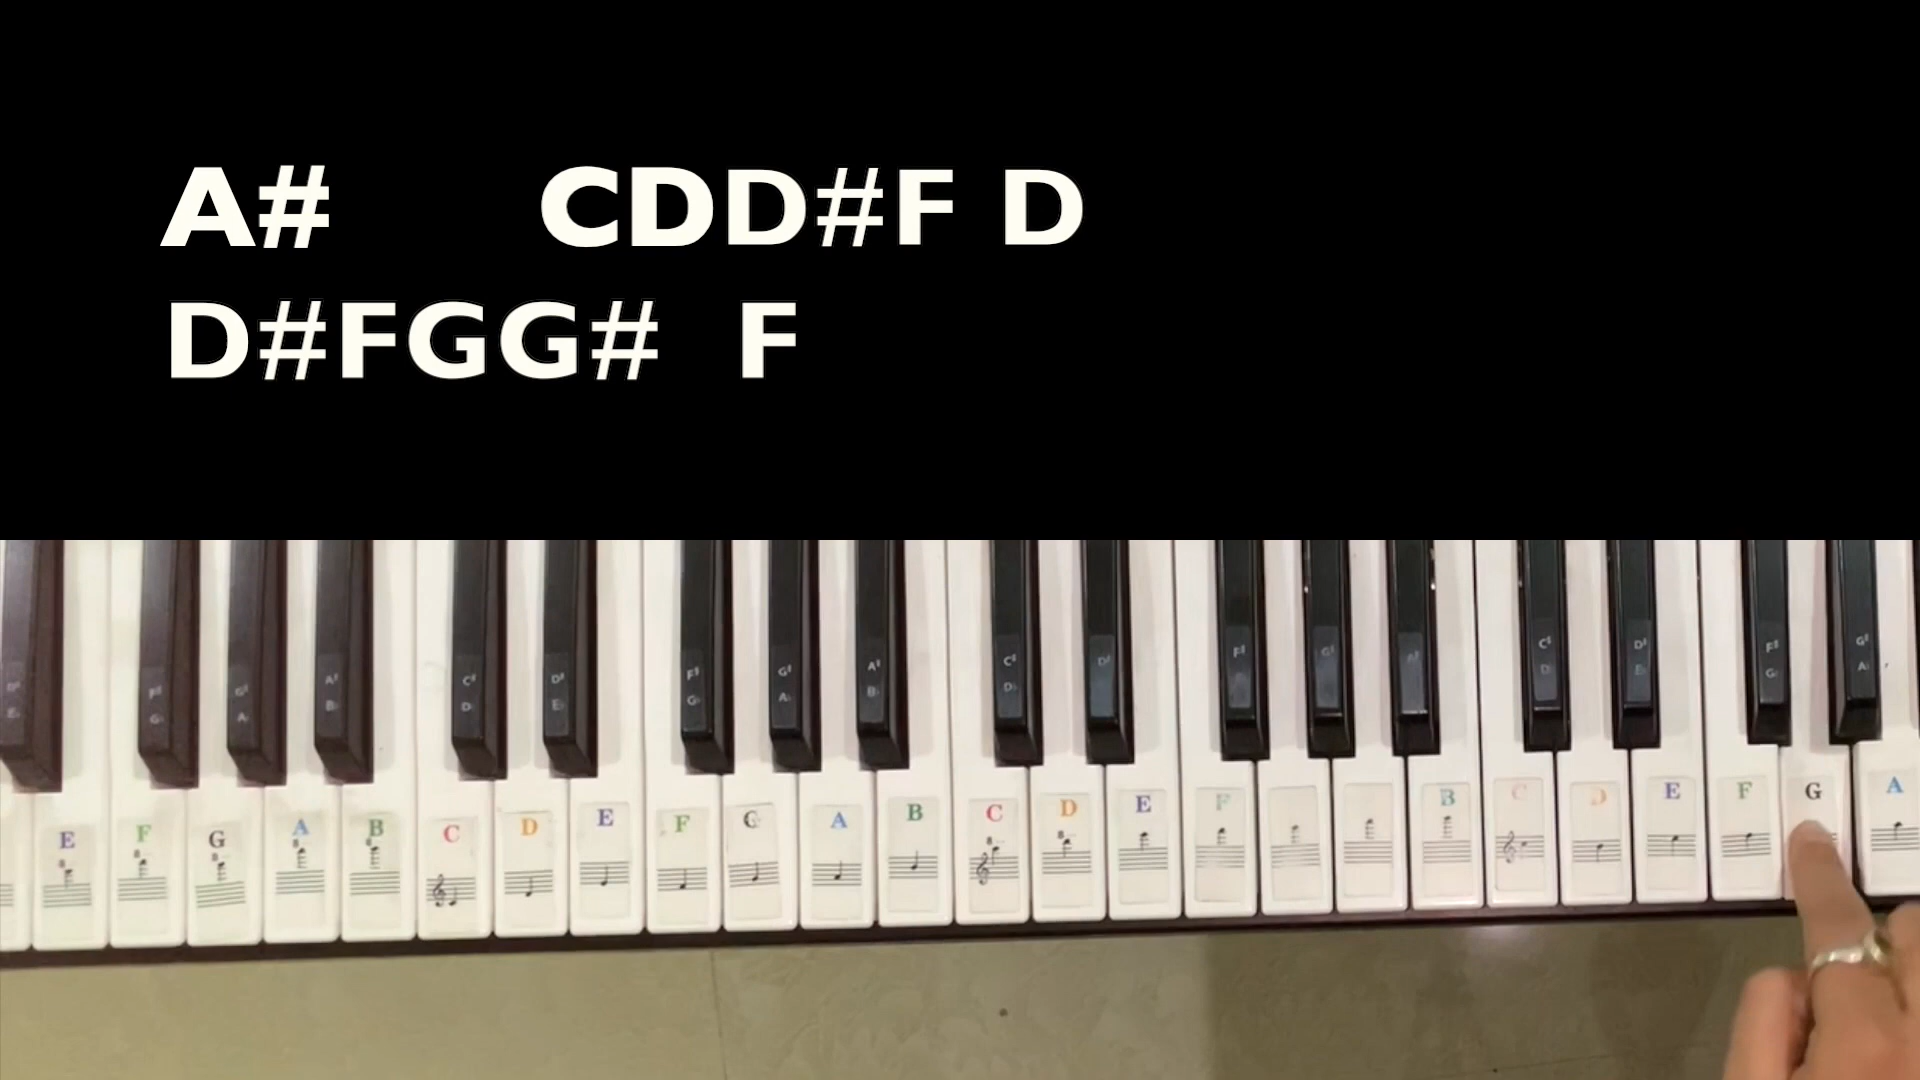 A# CDD#F D
D#FGG# F
F# G# A# C# D# F# G# A# C# D# F# G# C# D# F# G#
G♭ A♭ B♭ D♭ E♭ G♭ A♭ B♭ D♭ E♭ G♭ A♭
E F G A B C D E F G A B C D E F B C D E F G A